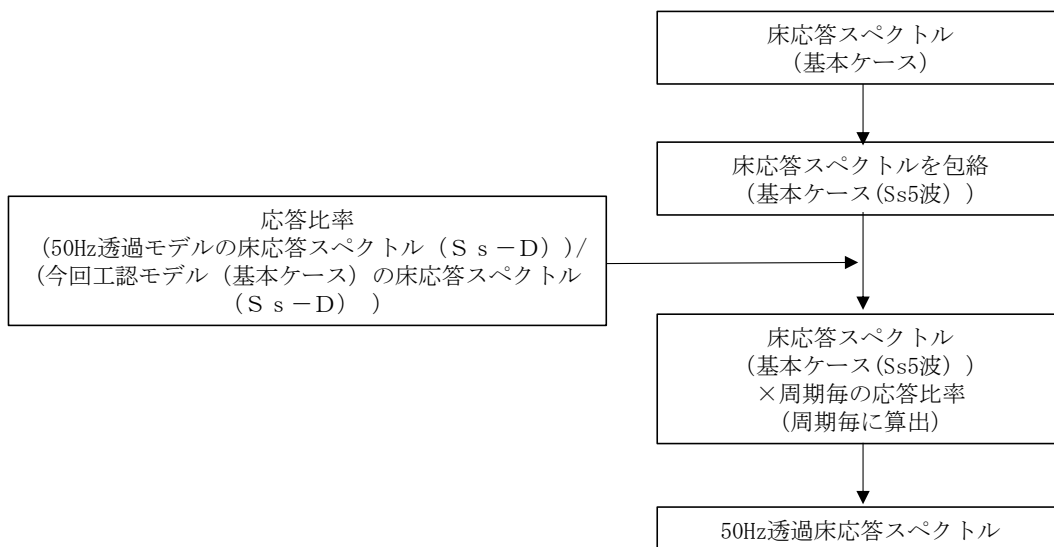 床応答スペクトル
(基本ケース)
床応答スペクトルを包絡
(基本ケース(Ss5波))
応答比率
(50Hz透過モデルの床応答スペクトル(Ss-D))/
(今回工認モデル(基本ケース)の床応答スペクトル
(Ss-D) )
床応答スペクトル
(基本ケース(Ss5波))
×周期毎の応答比率
(周期毎に算出)
50Hz透過床応答スペクトル